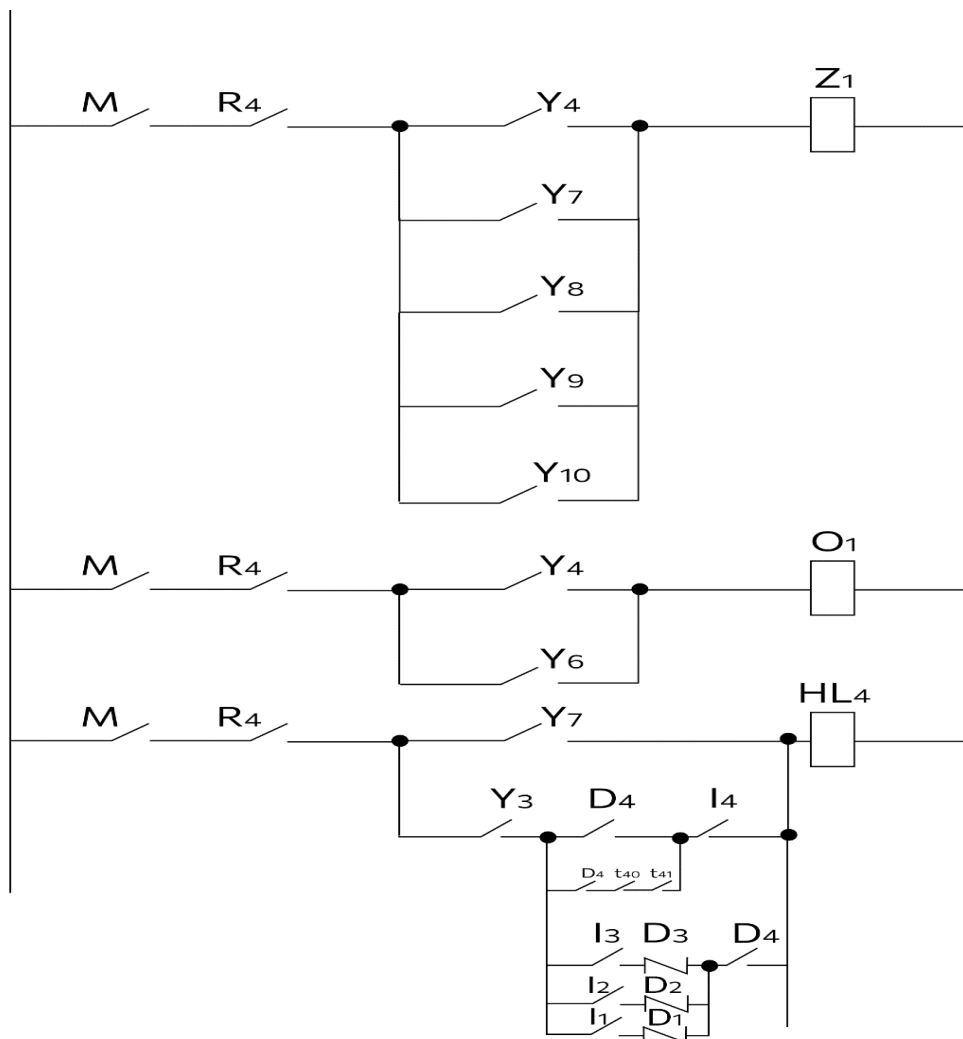 M R4 Y4 Z1
Y7
Y8
Y9
Y10
M R4 Y4 O1
Y6
M R4 Y7 HL4
Y3 D4 I4
D4 t40 t41
I3 D3 D4
I2 D2
I1 D1